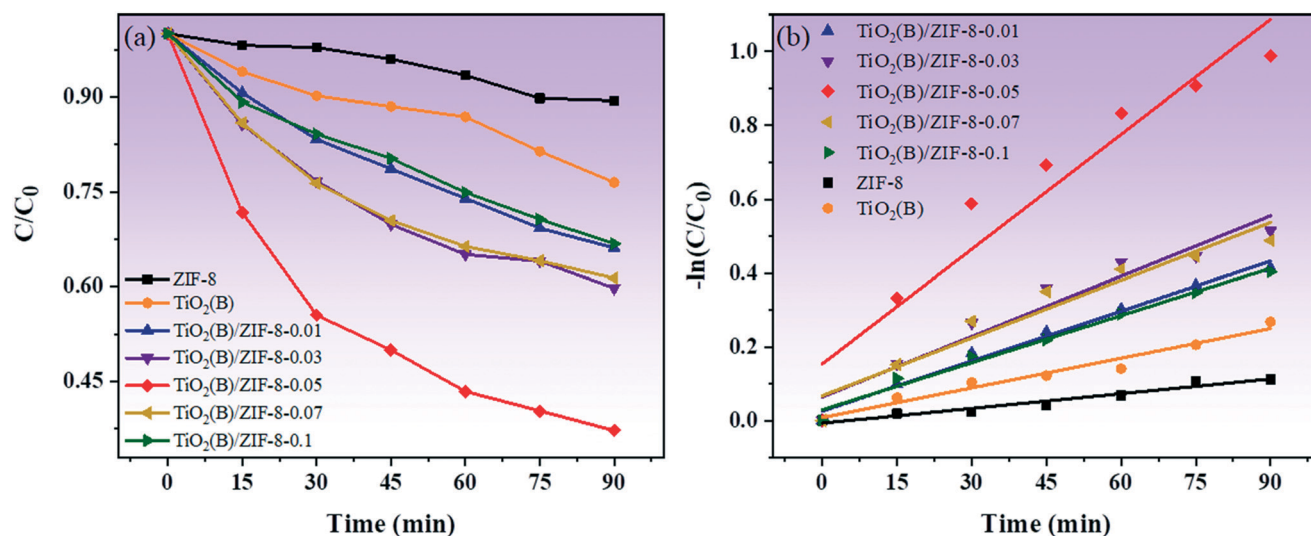 (a)
C/C₀
0.90
0.75
0.60
0.45
ZIF-8
TiO₂(B)
TiO₂(B)/ZIF-8-0.01
TiO₂(B)/ZIF-8-0.03
TiO₂(B)/ZIF-8-0.05
TiO₂(B)/ZIF-8-0.07
TiO₂(B)/ZIF-8-0.1
0 15 30 45 60 75 90
Time (min)
(b)
-ln(C/C₀)
1.0
0.8
0.6
0.4
0.2
0.0
TiO₂(B)/ZIF-8-0.01
TiO₂(B)/ZIF-8-0.03
TiO₂(B)/ZIF-8-0.05
TiO₂(B)/ZIF-8-0.07
TiO₂(B)/ZIF-8-0.1
ZIF-8
TiO₂(B)
0 15 30 45 60 75 90
Time (min)